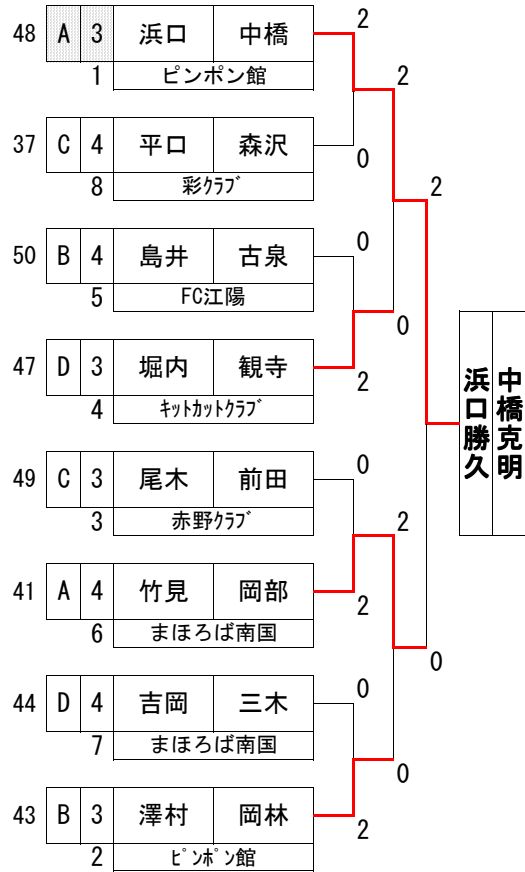 48 A 3 浜口 中橋
1 ピンポン館
2
2
37 C 4 平口 森沢
8 彩クラブ
0
2
50 B 4 島井 古泉
5 FC江陽
0
0
47 D 3 堀内 観寺
4 キットカットクラブ
2
浜口勝久
中橋克明
49 C 3 尾木 前田
3 赤野クラブ
0
2
41 A 4 竹見 岡部
6 まほろば南国
2
0
44 D 4 吉岡 三木
7 まほろば南国
0
0
43 B 3 澤村 岡林
2 ピンポン館
2